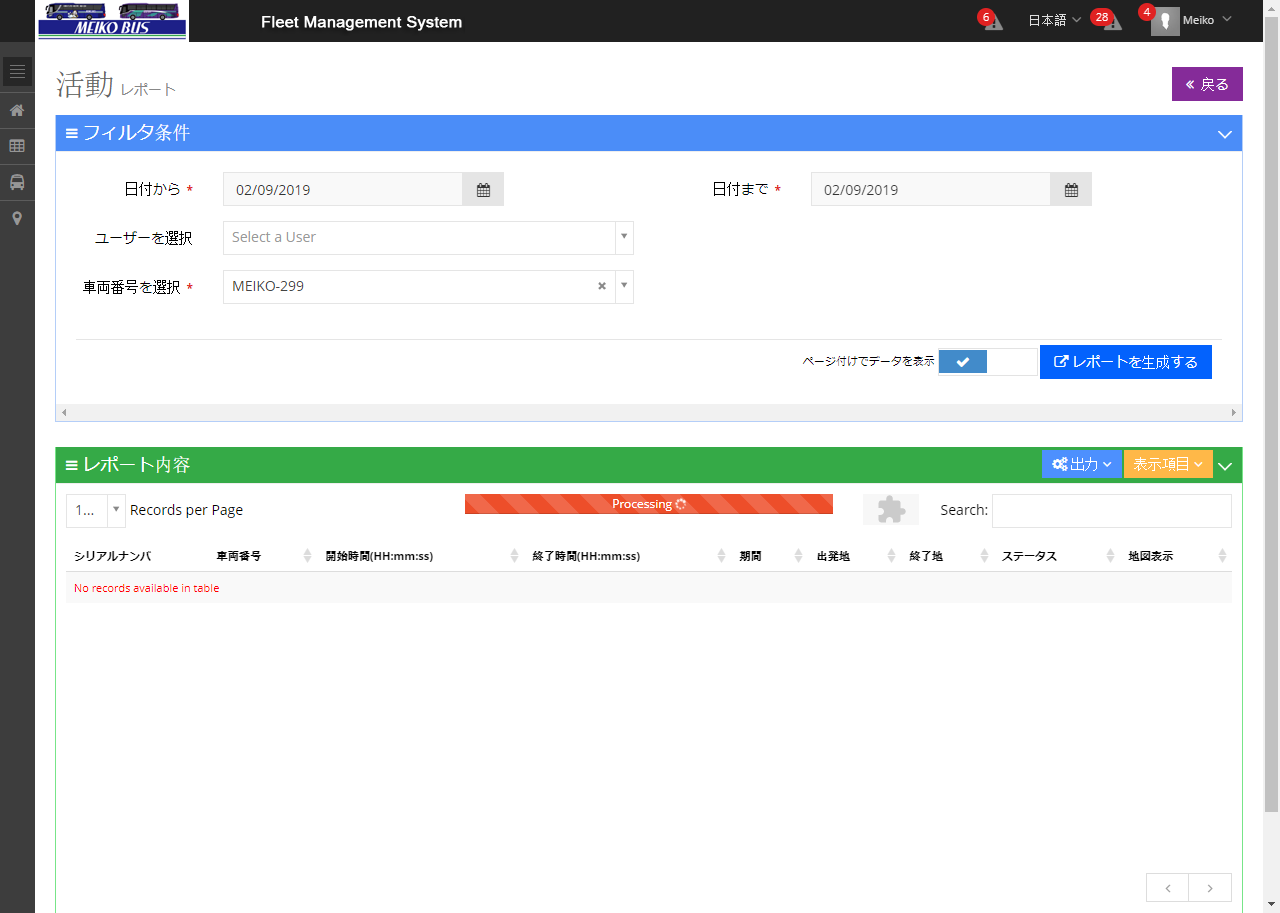 MEIKO BUS
Fleet Management System
6
日本語
28
4
Meiko
活動 レポート
« 戻る
フィルタ条件
日付から *
02/09/2019
日付まで *
02/09/2019
ユーザーを選択
Select a User
車両番号を選択 *
MEIKO-299
ページ付けでデータを表示
レポートを生成する
レポート内容
出力
表示項目
1... Records per Page
Processing
Search:
シリアルナンバ 車両番号 開始時間(HH:mm:ss) 終了時間(HH:mm:ss) 期間 出発地 終了地 ステータス 地図表示
No records available in table